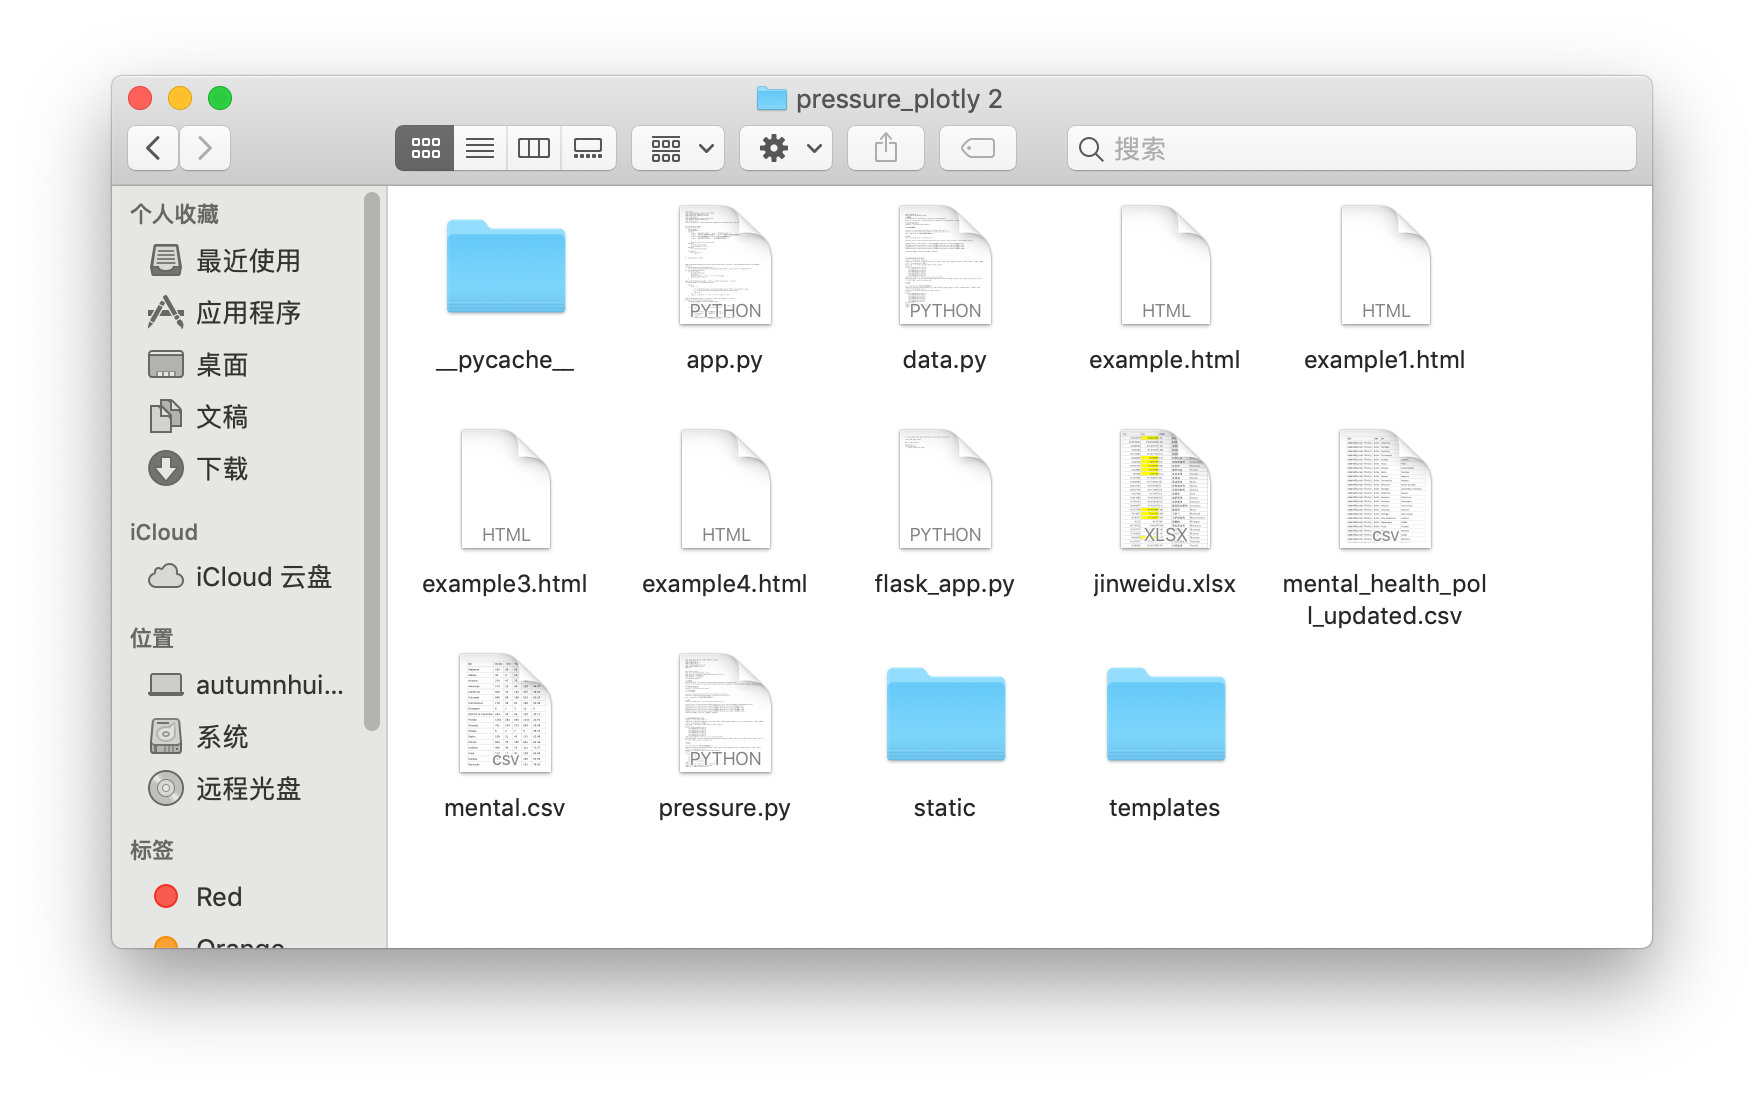 pressure_plotly 2
搜索
个人收藏
最近使用
应用程序
桌面
文稿
下载
iCloud
iCloud 云盘
位置
autumnhui...
系统
远程光盘
标签
Red
Orange
__pycache__
PYTHON
app.py
PYTHON
data.py
HTML
example.html
HTML
example1.html
HTML
example3.html
HTML
example4.html
PYTHON
flask_app.py
XLSX
jinweidu.xlsx
CSV
mental_health_pol
l_updated.csv
CSV
mental.csv
PYTHON
pressure.py
static
templates